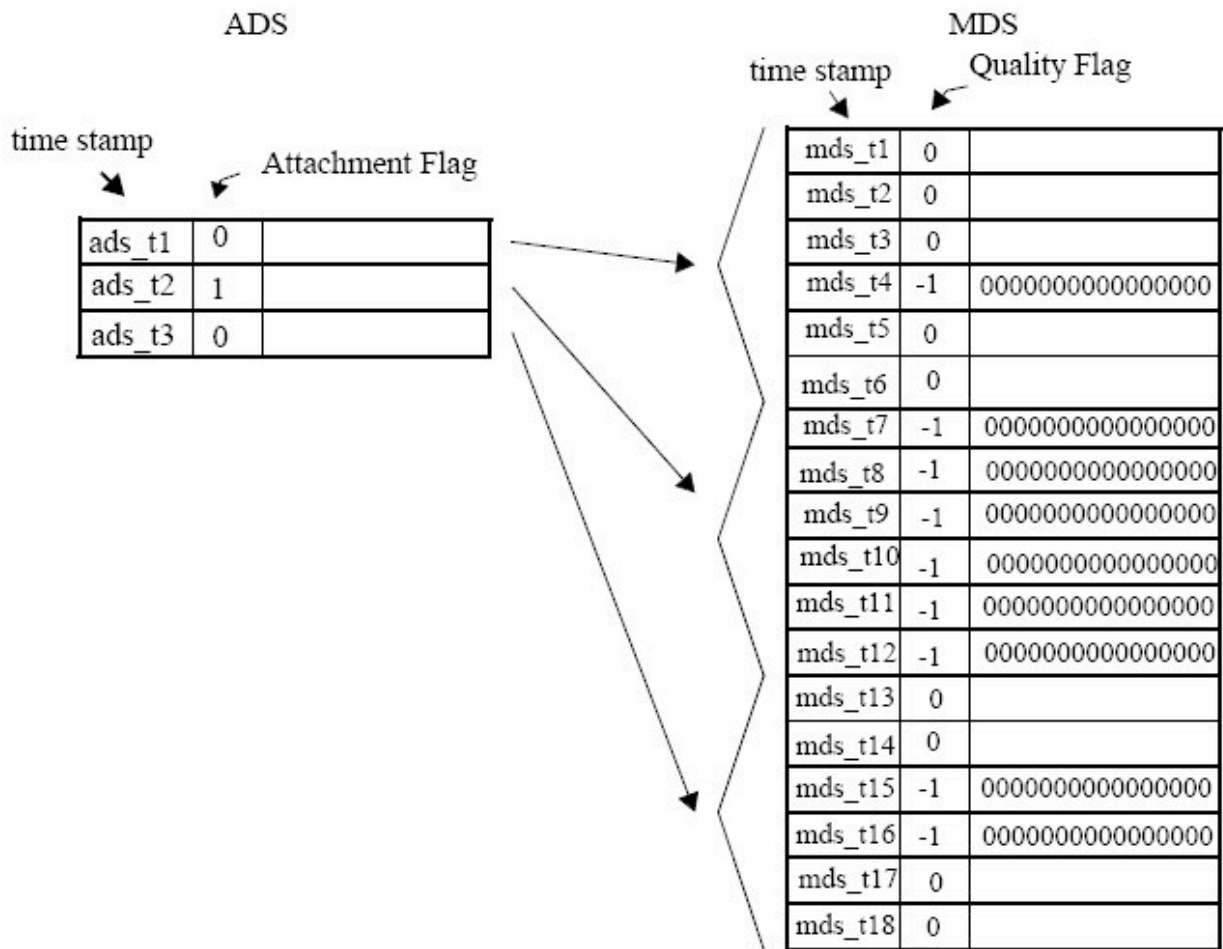 ADS
time stamp
Attachment Flag
ads_t1 0
ads_t2 1
ads_t3 0
MDS
time stamp
Quality Flag
mds_t1 0
mds_t2 0
mds_t3 0
mds_t4 -1 0000000000000000
mds_t5 0
mds_t6 0
mds_t7 -1 0000000000000000
mds_t8 -1 0000000000000000
mds_t9 -1 0000000000000000
mds_t10 -1 0000000000000000
mds_t11 -1 0000000000000000
mds_t12 -1 0000000000000000
mds_t13 0
mds_t14 0
mds_t15 -1 0000000000000000
mds_t16 -1 0000000000000000
mds_t17 0
mds_t18 0